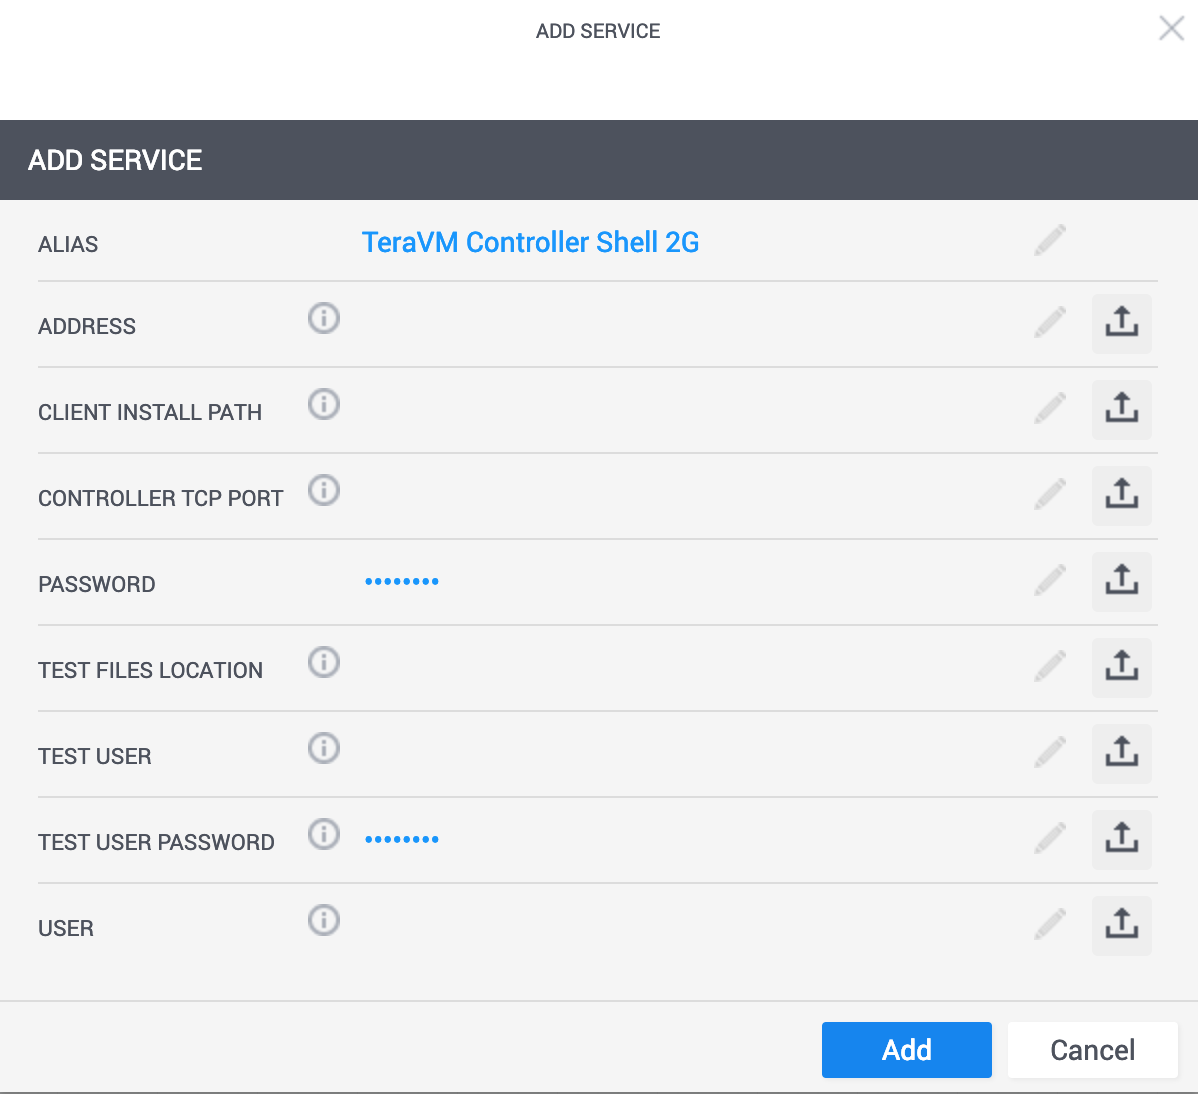 ADD SERVICE
ADD SERVICE
ALIAS TeraVM Controller Shell 2G
ADDRESS
CLIENT INSTALL PATH
CONTROLLER TCP PORT
PASSWORD ••••••••
TEST FILES LOCATION
TEST USER
TEST USER PASSWORD ••••••••
USER
Add Cancel